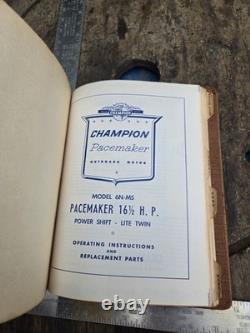 CHAMPION
Pacemaker
OUTBOARD MOTOR
MODEL 6N-MS
PACEMAKER 16½ H. P.
POWER SHIFT - LITE TWIN
OPERATING INSTRUCTIONS
AND
REPLACEMENT PARTS